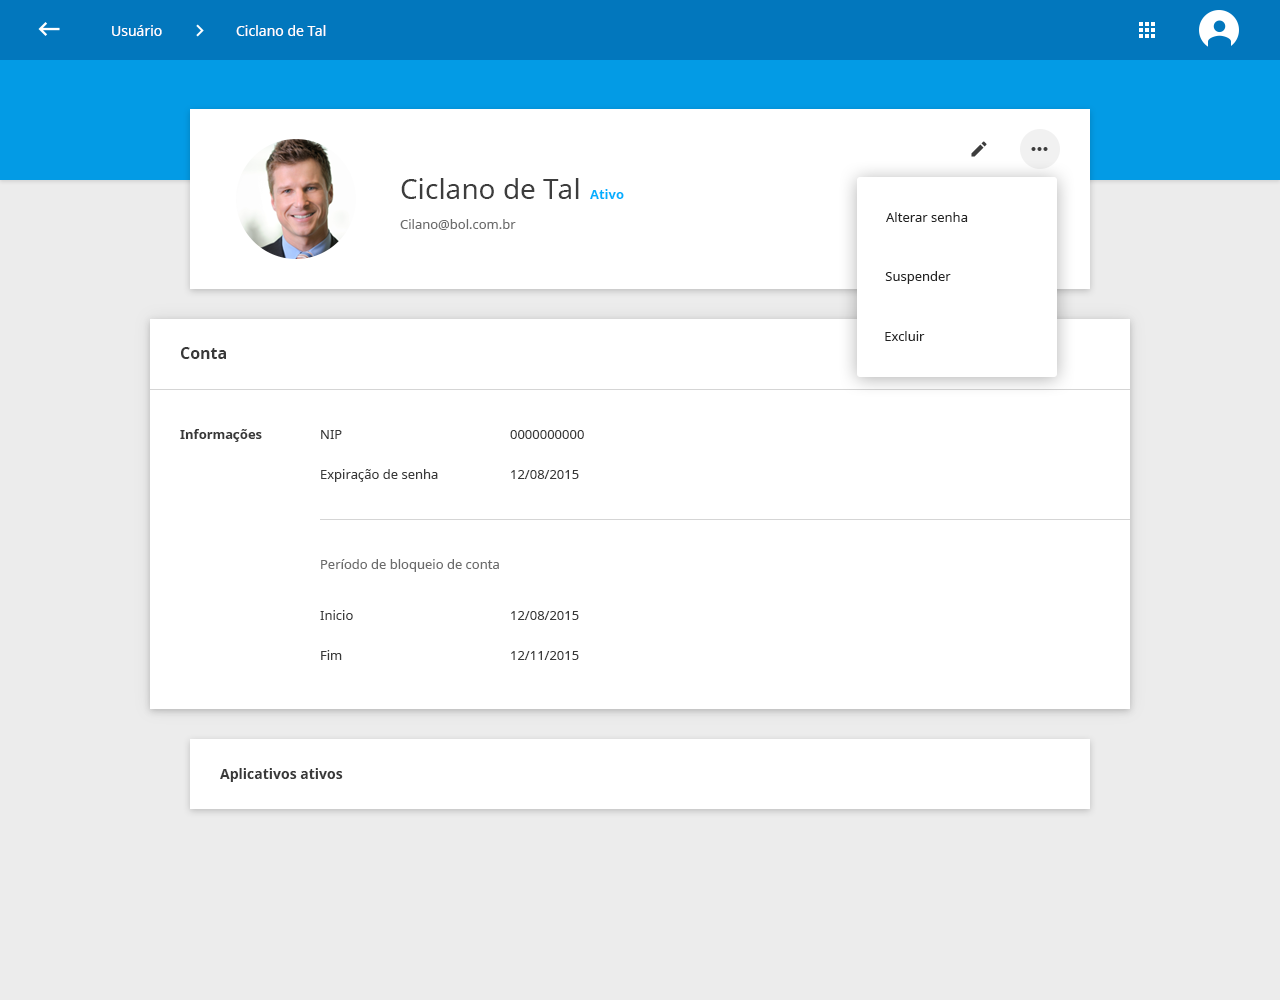 Usuário
Ciclano de Tal
Ciclano de Tal Ativo
Cilano@bol.com.br
Alterar senha
Suspender
Excluir
Conta
Informações NIP 0000000000
Expiração de senha 12/08/2015
Período de bloqueio de conta
Inicio 12/08/2015
Fim 12/11/2015
Aplicativos ativos